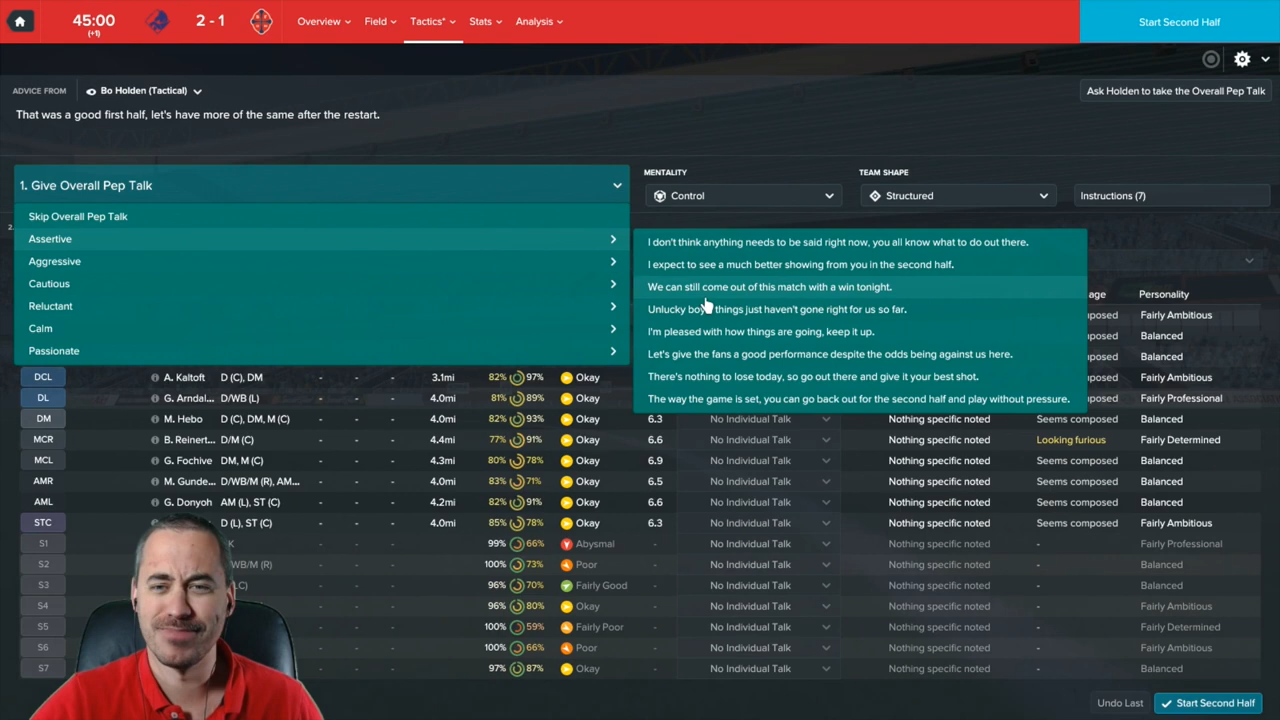 45:00
(+1)
2 - 1
Overview
Field
Tactics*
Stats
Analysis
Start Second Half
ADVICE FROM
Bo Holden (Tactical)
Ask Holden to take the Overall Pep Talk
That was a good first half, let's have more of the same after the restart.
1. Give Overall Pep Talk
MENTALITY
Control
TEAM SHAPE
Structured
Instructions (7)
2.
Skip Overall Pep Talk
Assertive
Aggressive
Cautious
Reluctant
Calm
Passionate
I don't think anything needs to be said right now, you all know what to do out there.
I expect to see a much better showing from you in the second half.
We can still come out of this match with a win tonight.
Unlucky things just haven't gone right for us so far.
I'm pleased with how things are going, keep it up.
Let's give the fans a good performance despite the odds being against us here.
There's nothing to lose today, so go out there and give it your best shot.
The way the game is set, you can go back out for the second half and play without pressure.
Personality
Fairly Ambitious
Balanced
Balanced
Fairly Ambitious
Fairly Professional
DCL A. Kaltoft D (C), DM - - - 3.1mi 82% 97% Okay
DL G. Arndal... D/WB (L) - - - 4.0mi 81% 89% Okay
DM M. Hebo D (C), DM, M (C) - - - 4.0mi 82% 93% Okay 6.3 No Individual Talk Nothing specific noted Seems composed Balanced
MCR B. Reinert... D/M (C) - - - 4.4mi 77% 91% Okay 6.6 No Individual Talk Nothing specific noted Looking furious Fairly Determined
MCL G. Fochive DM, M (C) - - - 4.3mi 80% 78% Okay 6.9 No Individual Talk Nothing specific noted Seems composed Balanced
AMR M. Gunde... D/WB/M (R), AM... - - - 4.0mi 83% 71% Okay 6.5 No Individual Talk Nothing specific noted Seems composed Balanced
AML G. Donyoh AM (L), ST (C) - - - 4.2mi 82% 91% Okay 6.6 No Individual Talk Nothing specific noted Seems composed Balanced
STC D (L), ST (C) - - - 4.0mi 85% 78% Okay 6.3 No Individual Talk Nothing specific noted Seems composed Fairly Ambitious
S1 99% 66% Abysmal - No Individual Talk Nothing specific noted - Fairly Professional
S2 100% 73% Poor - No Individual Talk Nothing specific noted - Balanced
S3 96% 70% Fairly Good - No Individual Talk Nothing specific noted - Balanced
S4 96% 80% Okay - No Individual Talk Nothing specific noted - Fairly Ambitious
S5 100% 59% Fairly Poor - No Individual Talk Nothing specific noted - Fairly Determined
S6 100% 66% Poor - No Individual Talk Nothing specific noted - Fairly Ambitious
S7 97% 87% Okay - No Individual Talk Nothing specific noted - Balanced
Undo Last
Start Second Half